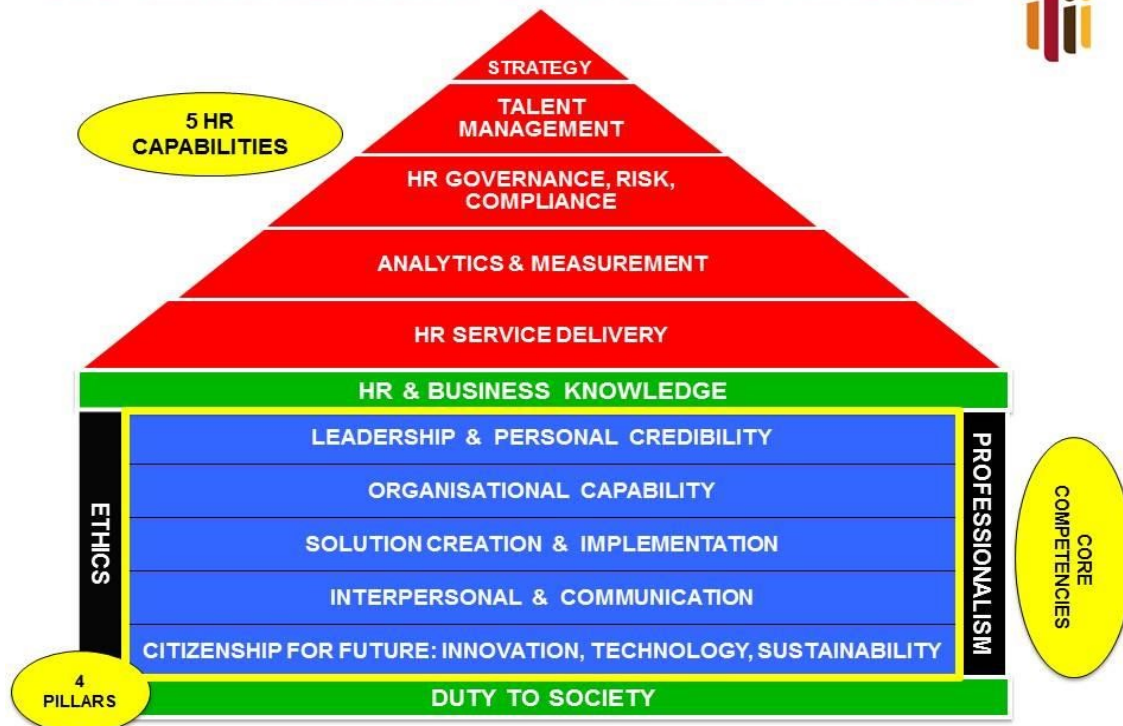 STRATEGY
5 HR
CAPABILITIES
TALENT
MANAGEMENT
HR GOVERNANCE, RISK,
COMPLIANCE
ANALYTICS & MEASUREMENT
HR SERVICE DELIVERY
HR & BUSINESS KNOWLEDGE
ETHICS
LEADERSHIP & PERSONAL CREDIBILITY
ORGANISATIONAL CAPABILITY
SOLUTION CREATION & IMPLEMENTATION
INTERPERSONAL & COMMUNICATION
CITIZENSHIP FOR FUTURE: INNOVATION, TECHNOLOGY, SUSTAINABILITY
PROFESSIONALISM
CORE
COMPETENCIES
4
PILLARS
DUTY TO SOCIETY